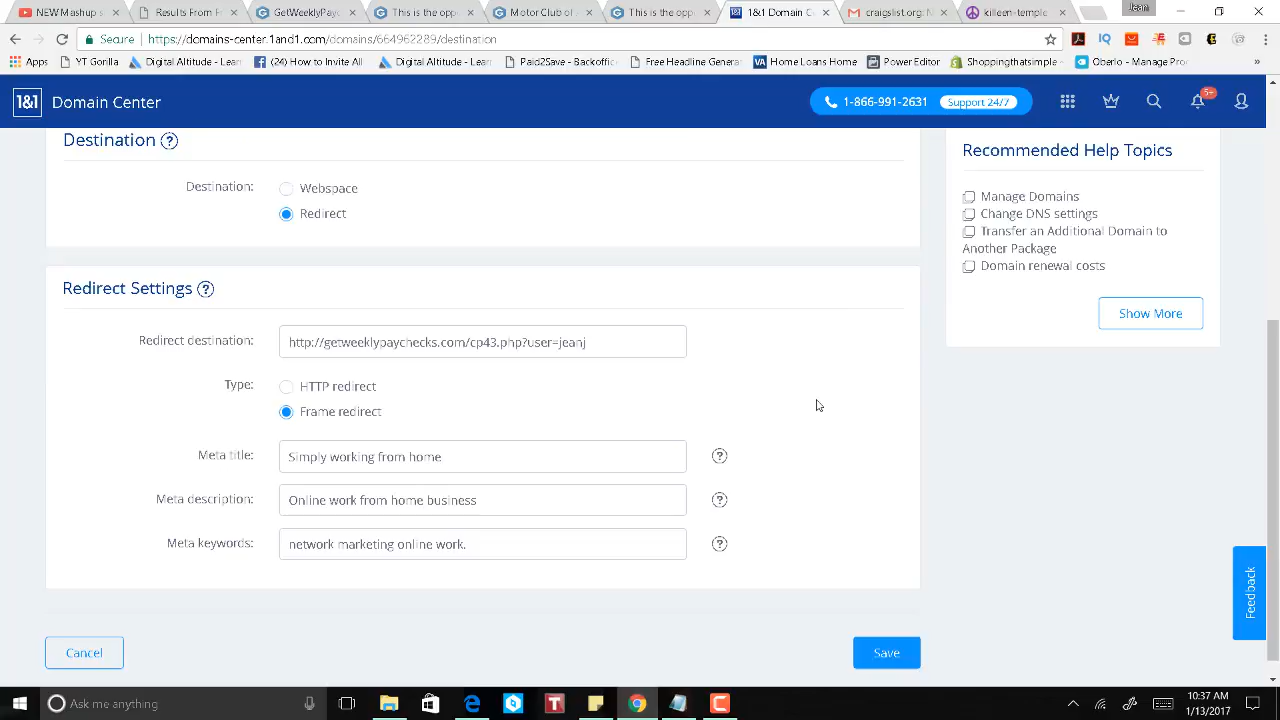 NEW Mashup s
Results From F
GetWeeklyPayc
This is the opp
Motor Club of
This is the opp
1&1 Domain C
craigslist.org: N
killeen-temple
Jean
Secure
https://domains-center.1and1.com/domains/664962289/destination
Apps
YT Gorilla
Digital Altitude - Lear
(24) How to Invite All
Digital Altitude - Lear
Paid2Save - Backoffic
Free Headline Genera
VA Home Loans Home
Power Editor
Shoppingthatsimple
Oberlo - Manage Pro
1&1 Domain Center
1-866-991-2631 Support 24/7
5+
Destination ?
Destination: Webspace
Redirect
Recommended Help Topics
Manage Domains
Change DNS settings
Transfer an Additional Domain to
Another Package
Domain renewal costs
Show More
Redirect Settings ?
Redirect destination: http://getweeklypaychecks.com/cp43.php?user=jeanj
Type: HTTP redirect
Frame redirect
Meta title: Simply working from home ?
Meta description: Online work from home business ?
Meta keywords: network marketing online work. ?
Cancel
Save
Feedback
Ask me anything
10:37 AM
1/13/2017